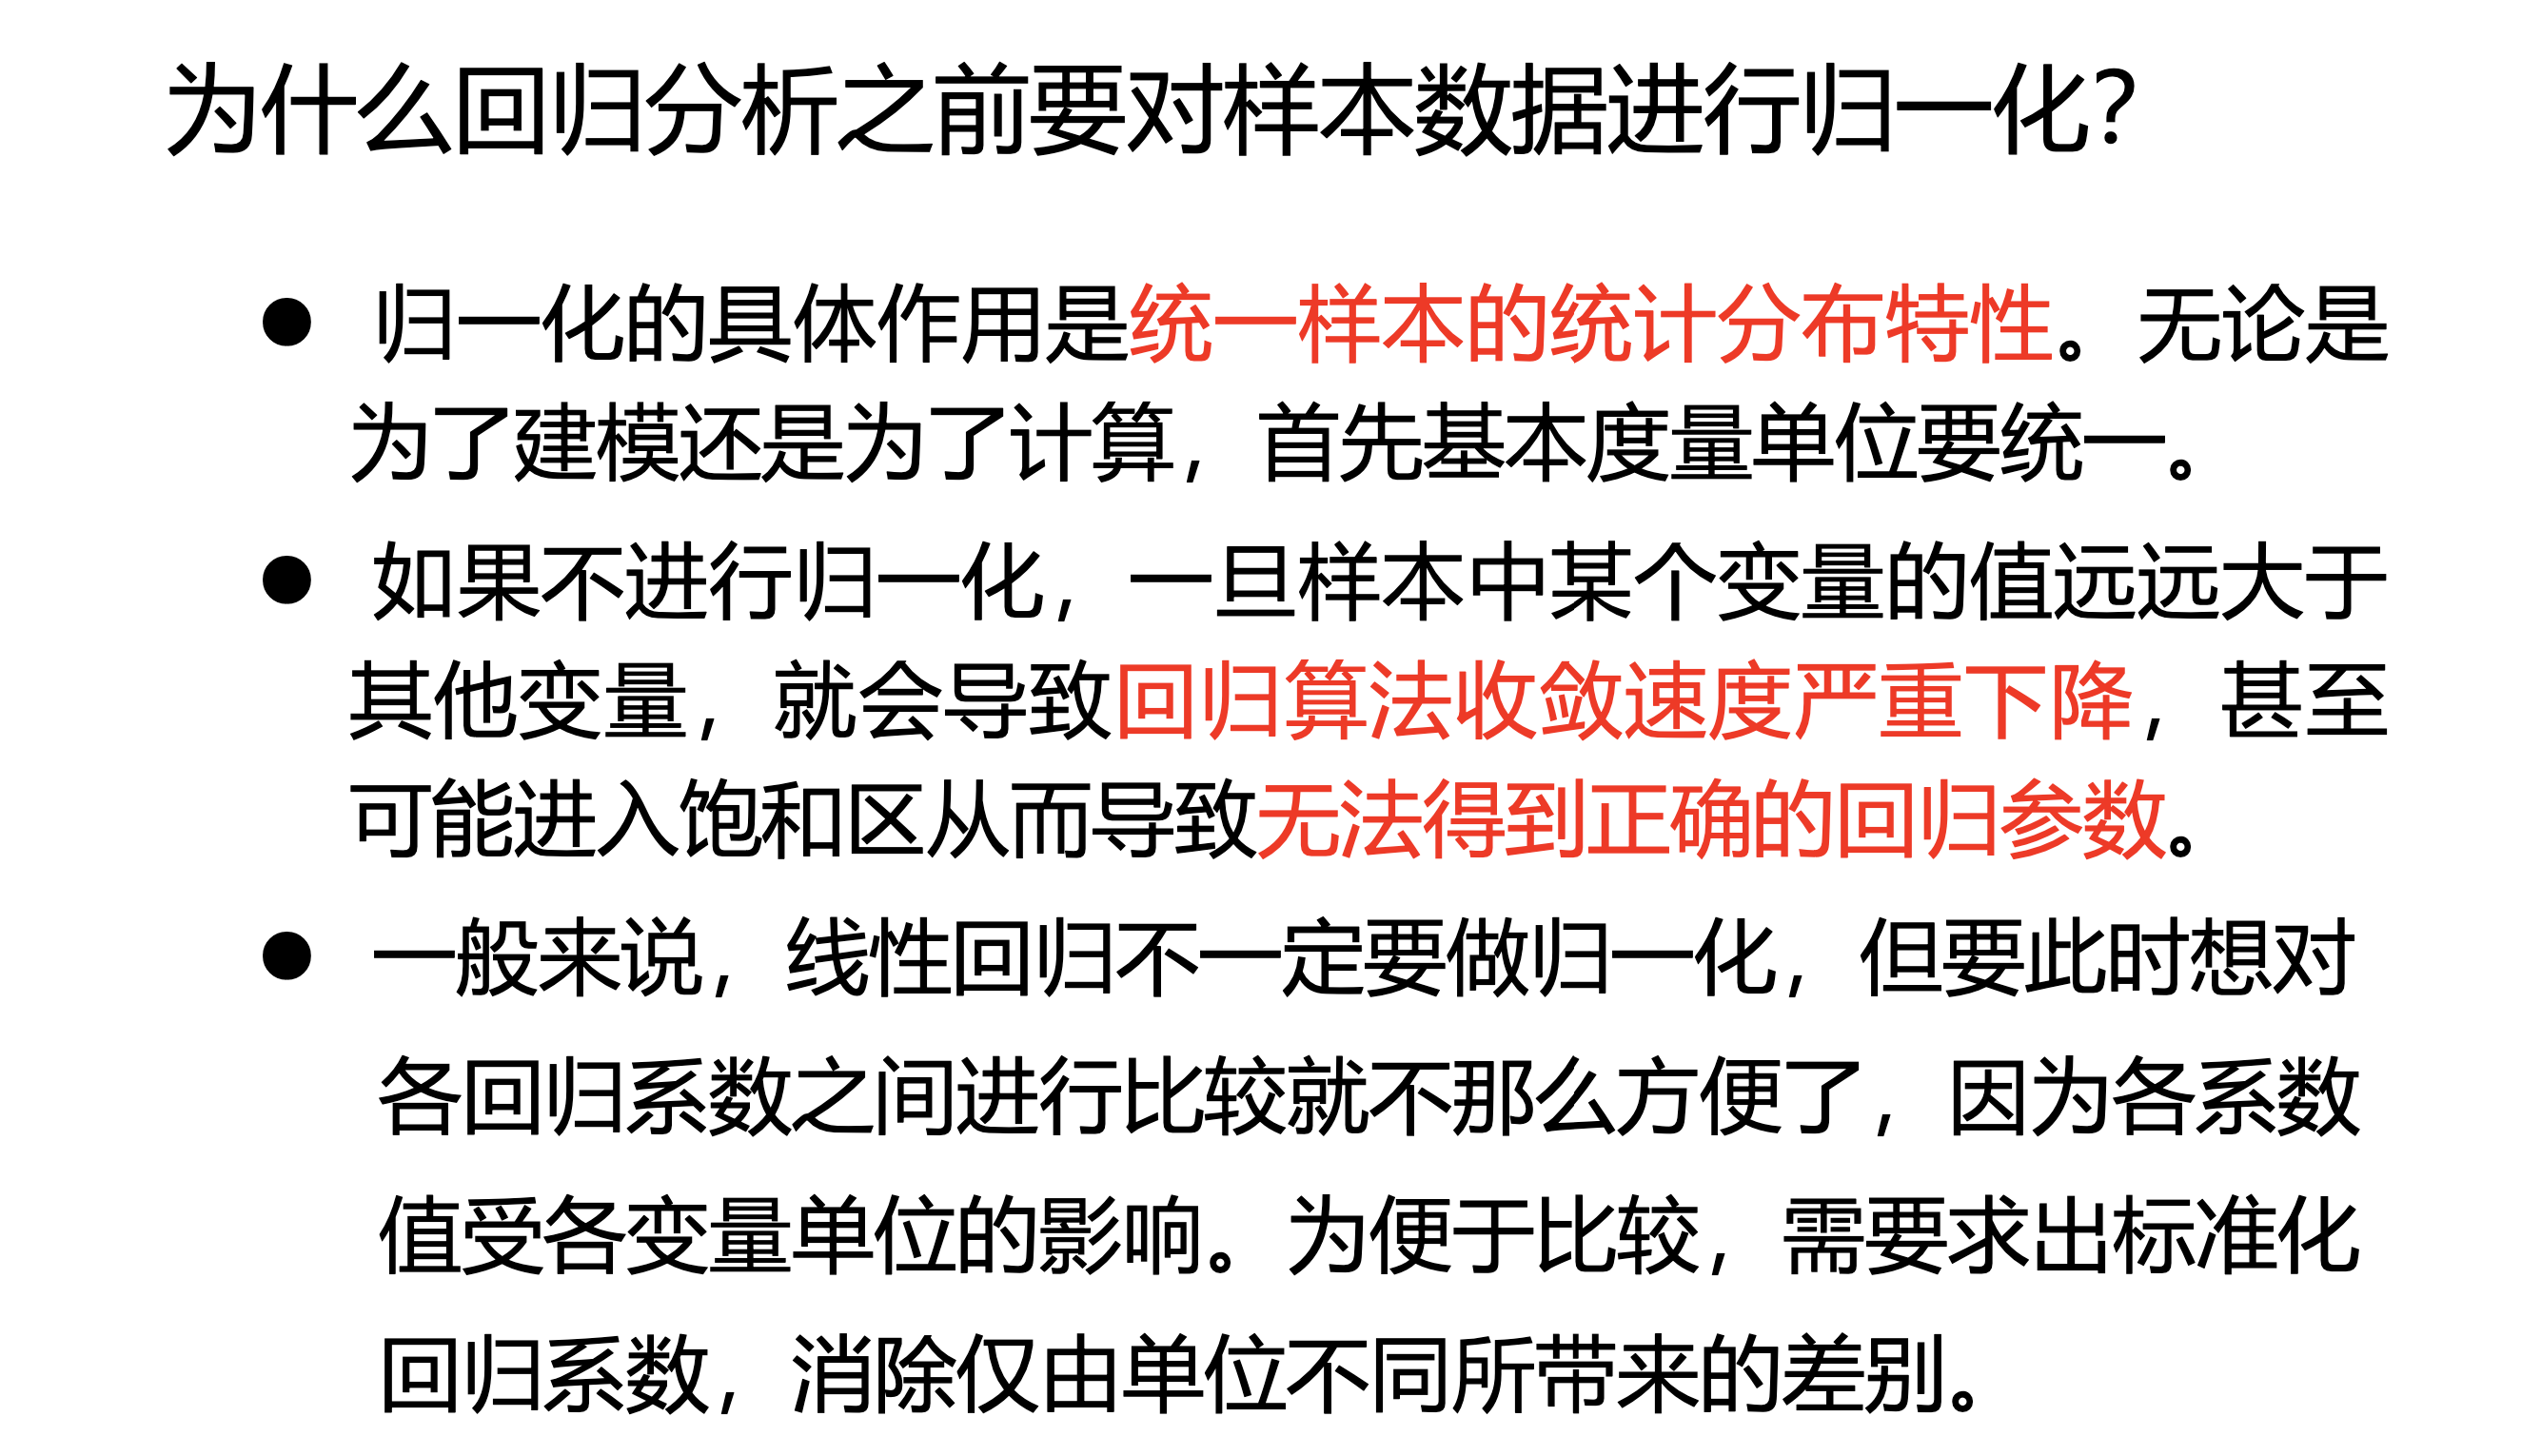 为什么回归分析之前要对样本数据进行归一化?
● 归一化的具体作用是统一样本的统计分布特性。无论是
为了建模还是为了计算，首先基本度量单位要统一。
● 如果不进行归一化，一旦样本中某个变量的值远远大于
其他变量，就会导致回归算法收敛速度严重下降，甚至
可能进入饱和区从而导致无法得到正确的回归参数。
● 一般来说，线性回归不一定要做归一化，但要此时想对
各回归系数之间进行比较就不那么方便了，因为各系数
值受各变量单位的影响。为便于比较，需要求出标准化
回归系数，消除仅由单位不同所带来的差别。